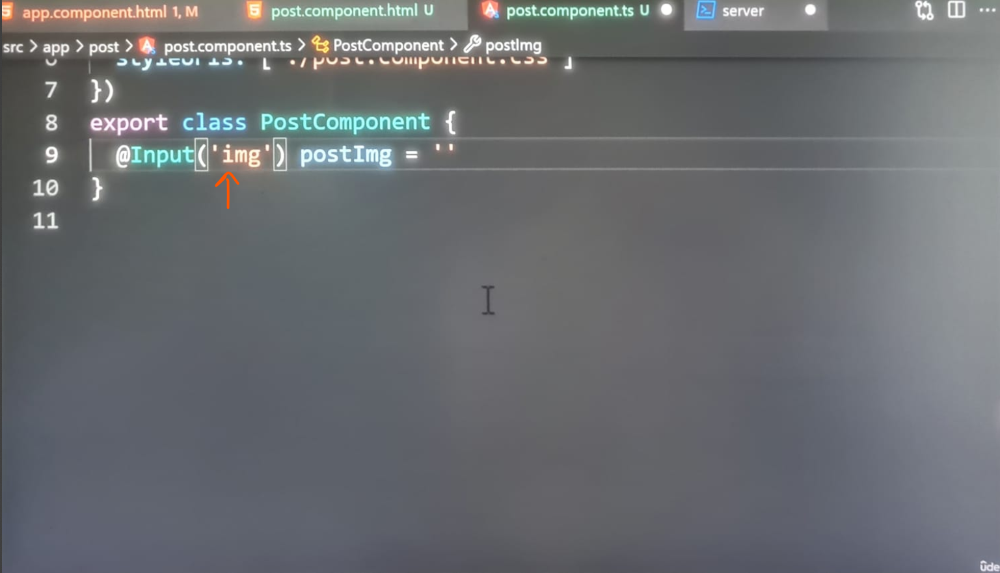 app.component.html 1, M post.component.html U post.component.ts U server
src > app > post > post.component.ts > PostComponent > postImg
6 styleUrls: ['./post.component.css']
7 })
8 export class PostComponent {
9 @Input('img') postImg = ''
10 }
11